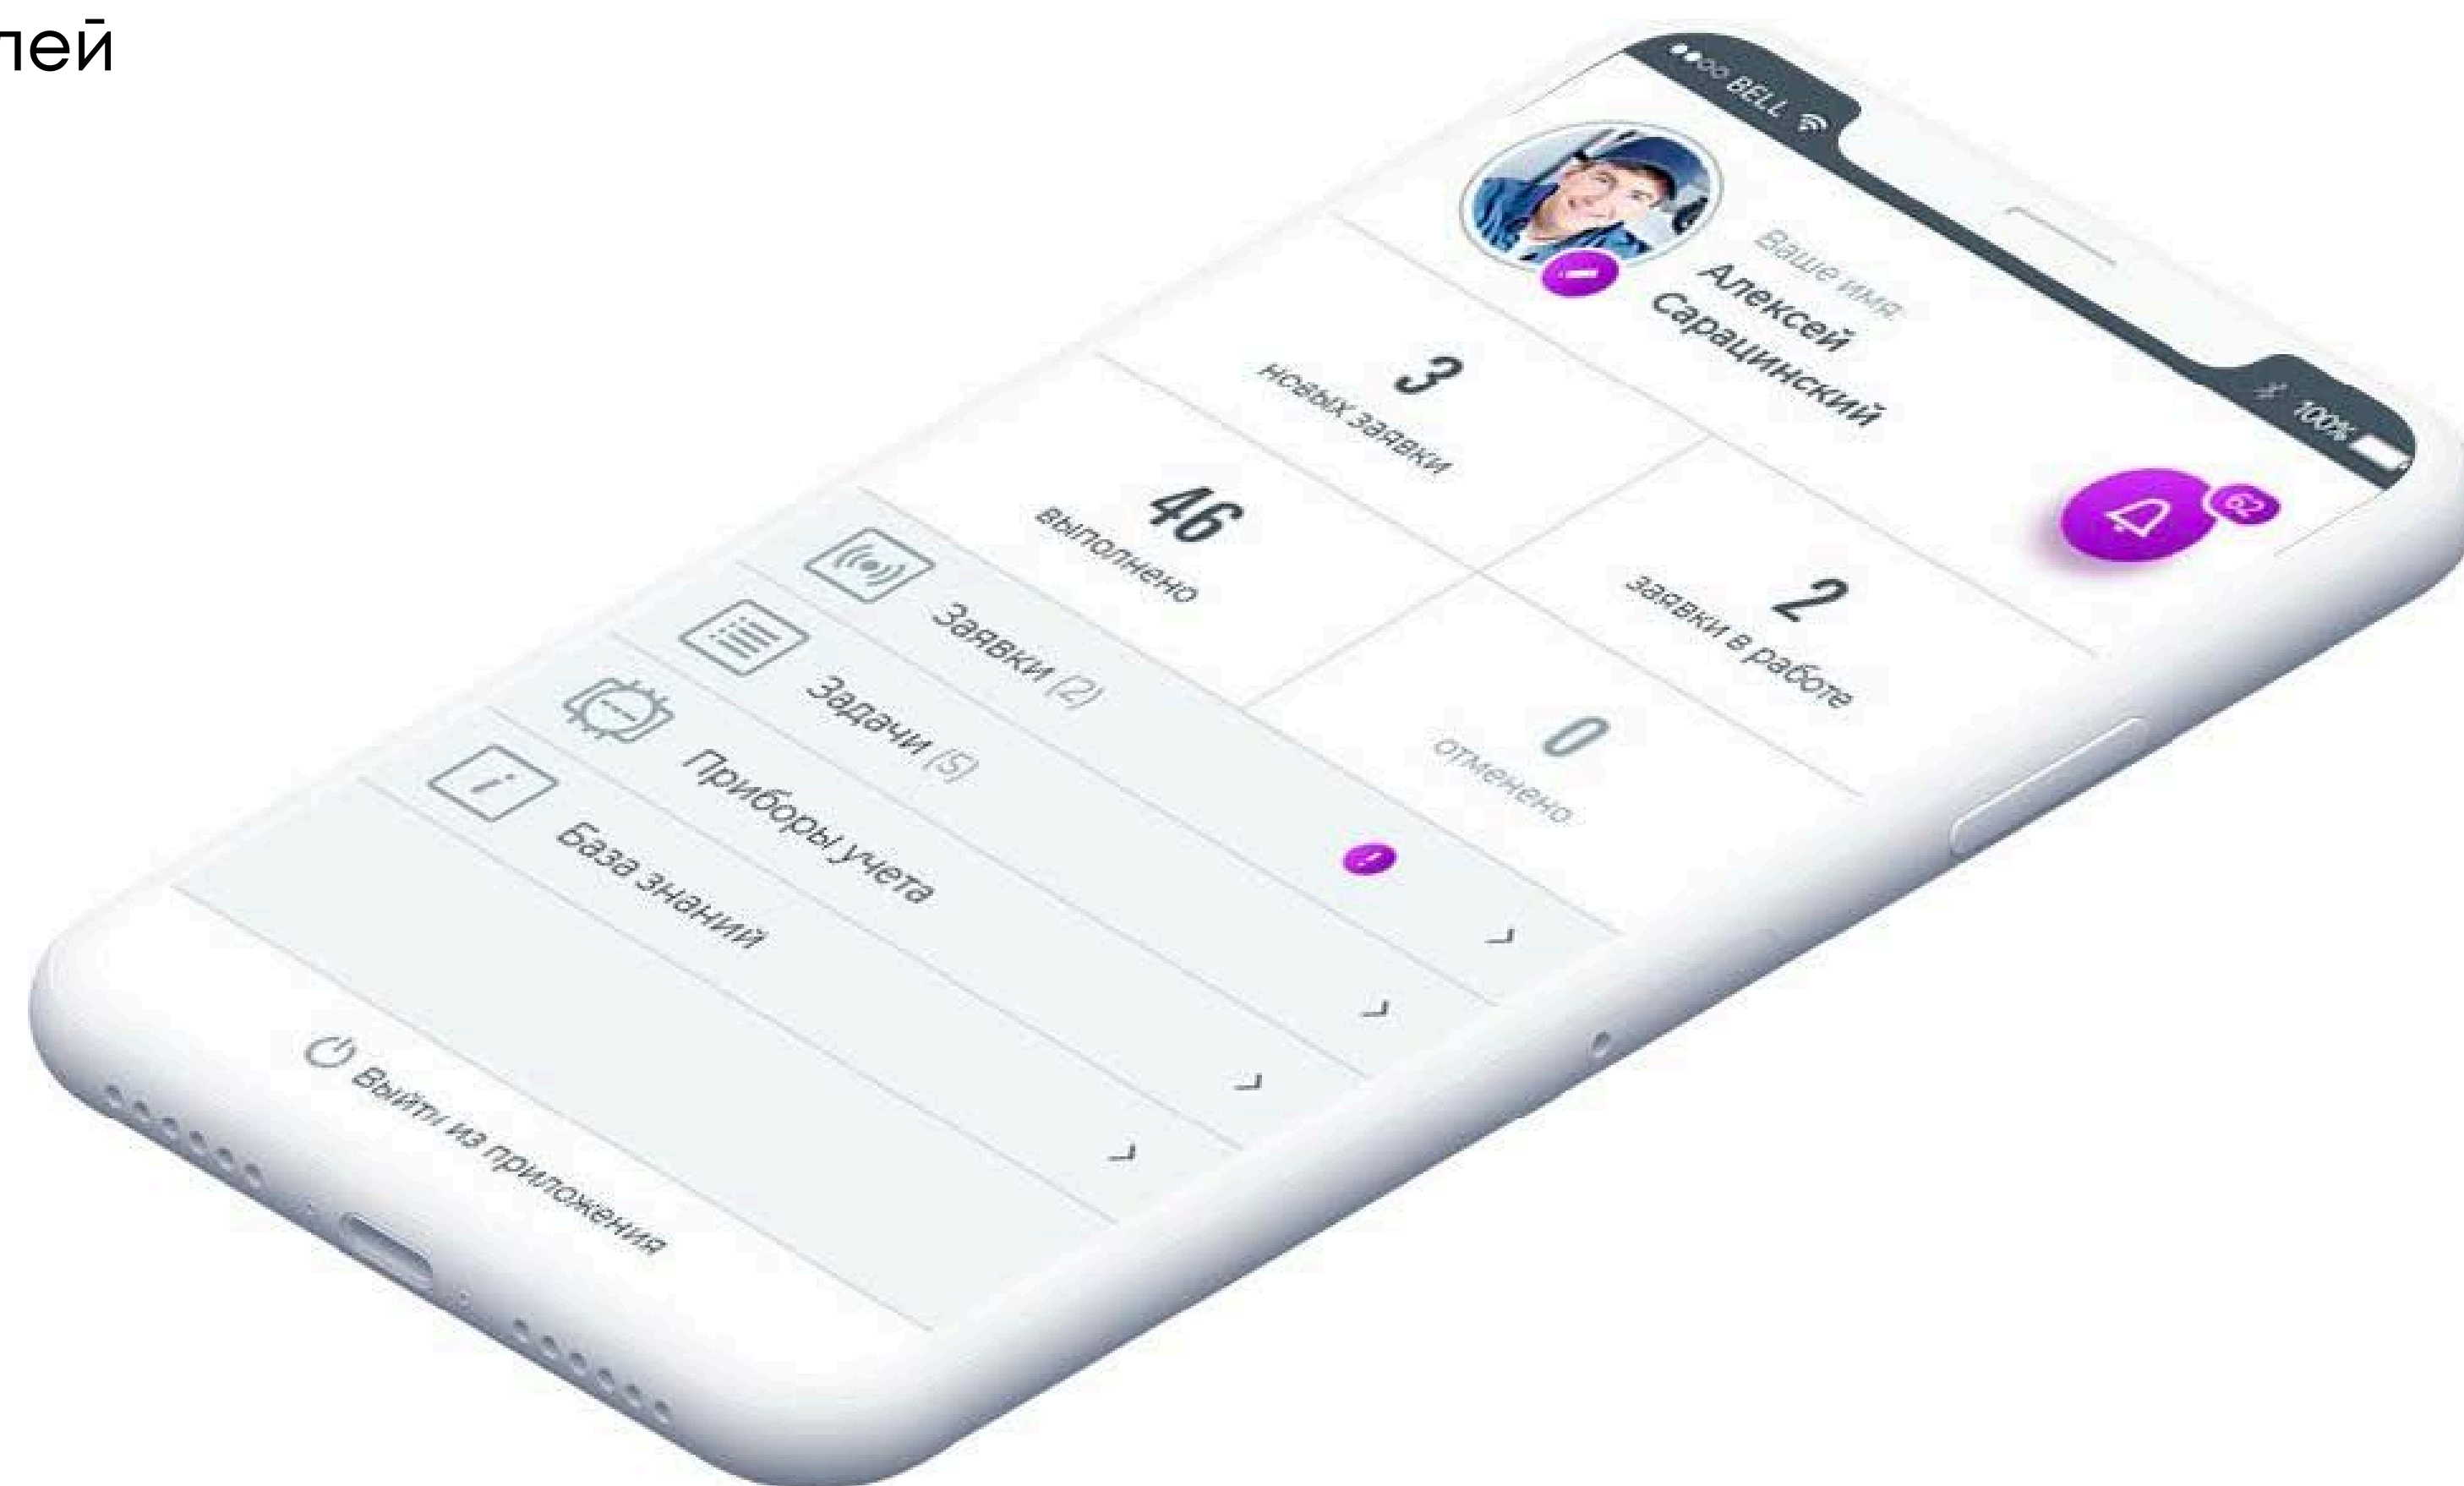 лей
BELL
100%
Ваше имя
Алексей
Сарацинский
62
3
новых заявки
2
заявки в работе
46
выполнено
0
отменено
Заявки (2)
Задачи (5)
Приборы учета
База знаний
Выйти из приложения